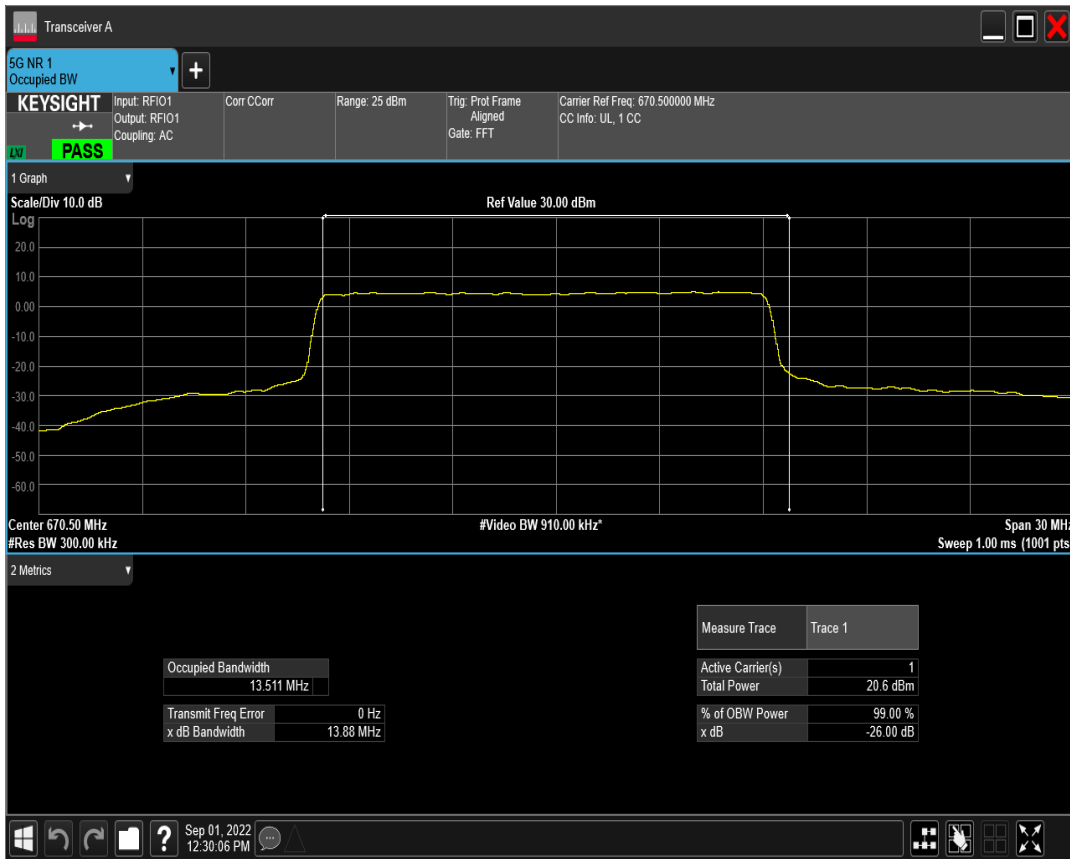 Transceiver A
5G NR 1
Occupied BW
KEYSIGHT
LXI
PASS
Input: RFIO1
Output: RFIO1
Coupling: AC
Corr CCorr
Range: 25 dBm
Trig: Prot Frame
Aligned
Gate: FFT
Carrier Ref Freq: 670.500000 MHz
CC Info: UL, 1 CC
1 Graph
Scale/Div 10.0 dB
Ref Value 30.00 dBm
Log
20.0
10.0
0.00
-10.0
-20.0
-30.0
-40.0
-50.0
-60.0
Center 670.50 MHz
#Video BW 910.00 kHz*
Span 30 MHz
#Res BW 300.00 kHz
Sweep 1.00 ms (1001 pts
2 Metrics
Measure Trace Trace 1
Occupied Bandwidth
13.511 MHz
Active Carrier(s) 1
Total Power 20.6 dBm
Transmit Freq Error 0 Hz
x dB Bandwidth 13.88 MHz
% of OBW Power 99.00 %
x dB -26.00 dB
?
Sep 01, 2022
12:30:06 PM